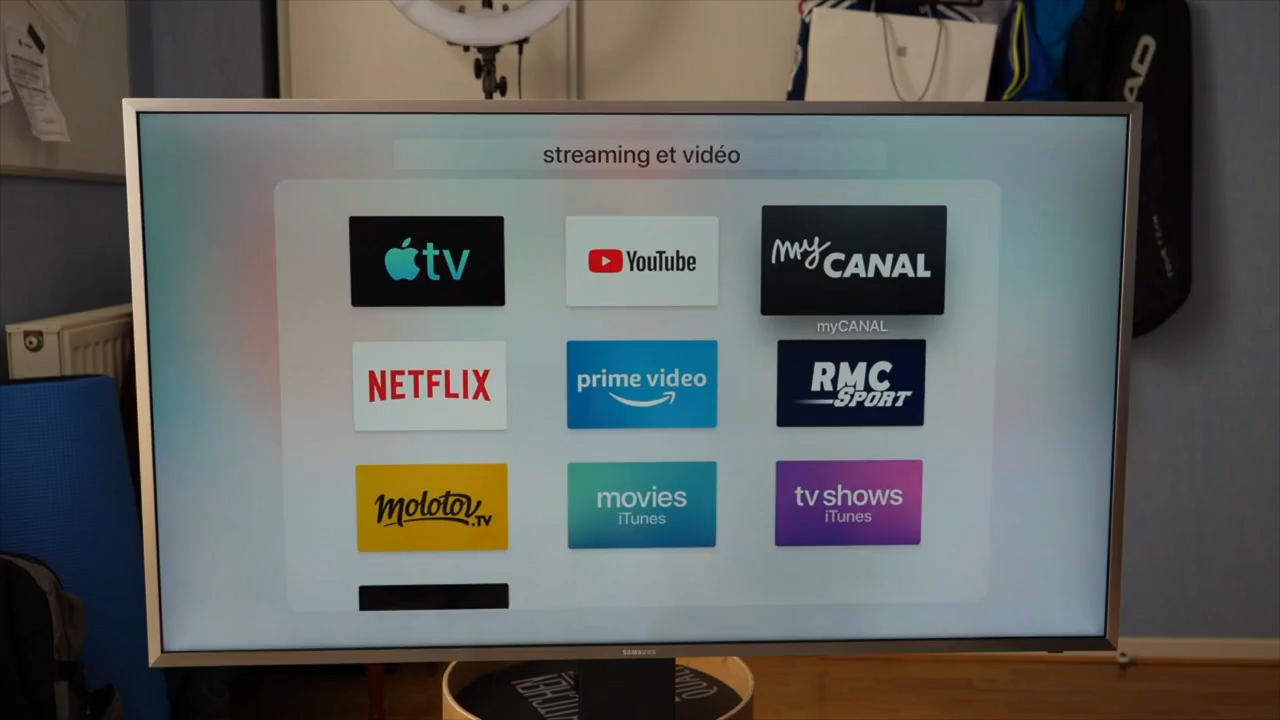 streaming et vidéo
tv
YouTube
my CANAL
myCANAL
NETFLIX
prime video
RMC SPORT
molotov.tv
movies
iTunes
tv shows
iTunes
SAMSUNG